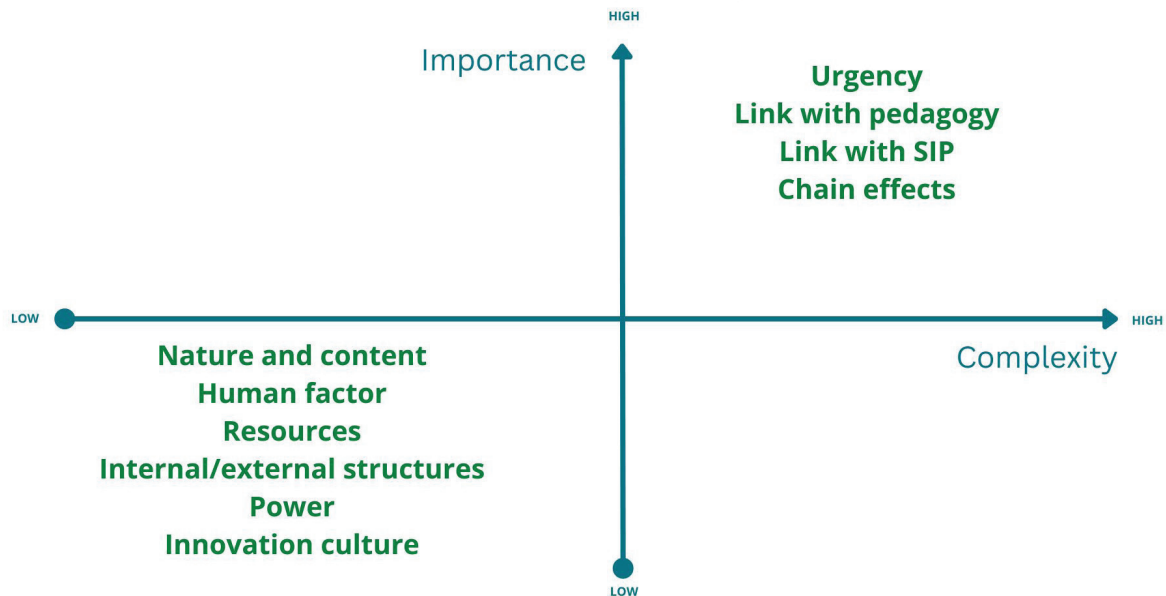 HIGH
Importance
Urgency
Link with pedagogy
Link with SIP
Chain effects
LOW
HIGH
Nature and content
Complexity
Human factor
Resources
Internal/external structures
Power
Innovation culture
LOW